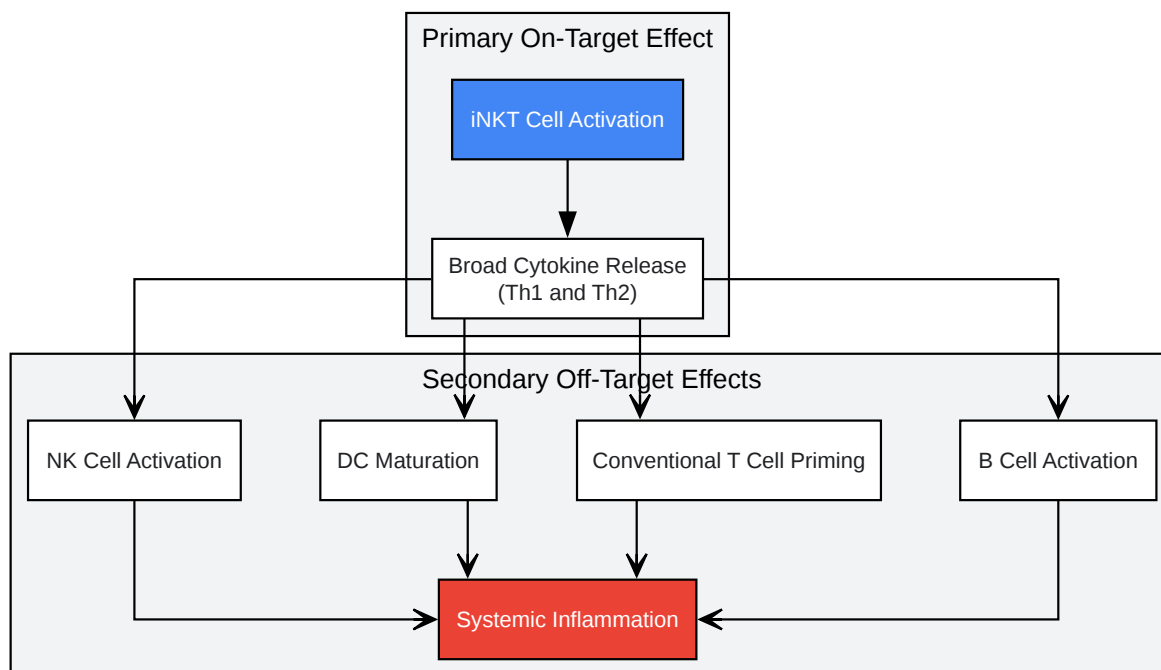 Primary On-Target Effect
iNKT Cell Activation
Broad Cytokine Release
(Th1 and Th2)
Secondary Off-Target Effects
NK Cell Activation
DC Maturation
Conventional T Cell Priming
B Cell Activation
Systemic Inflammation